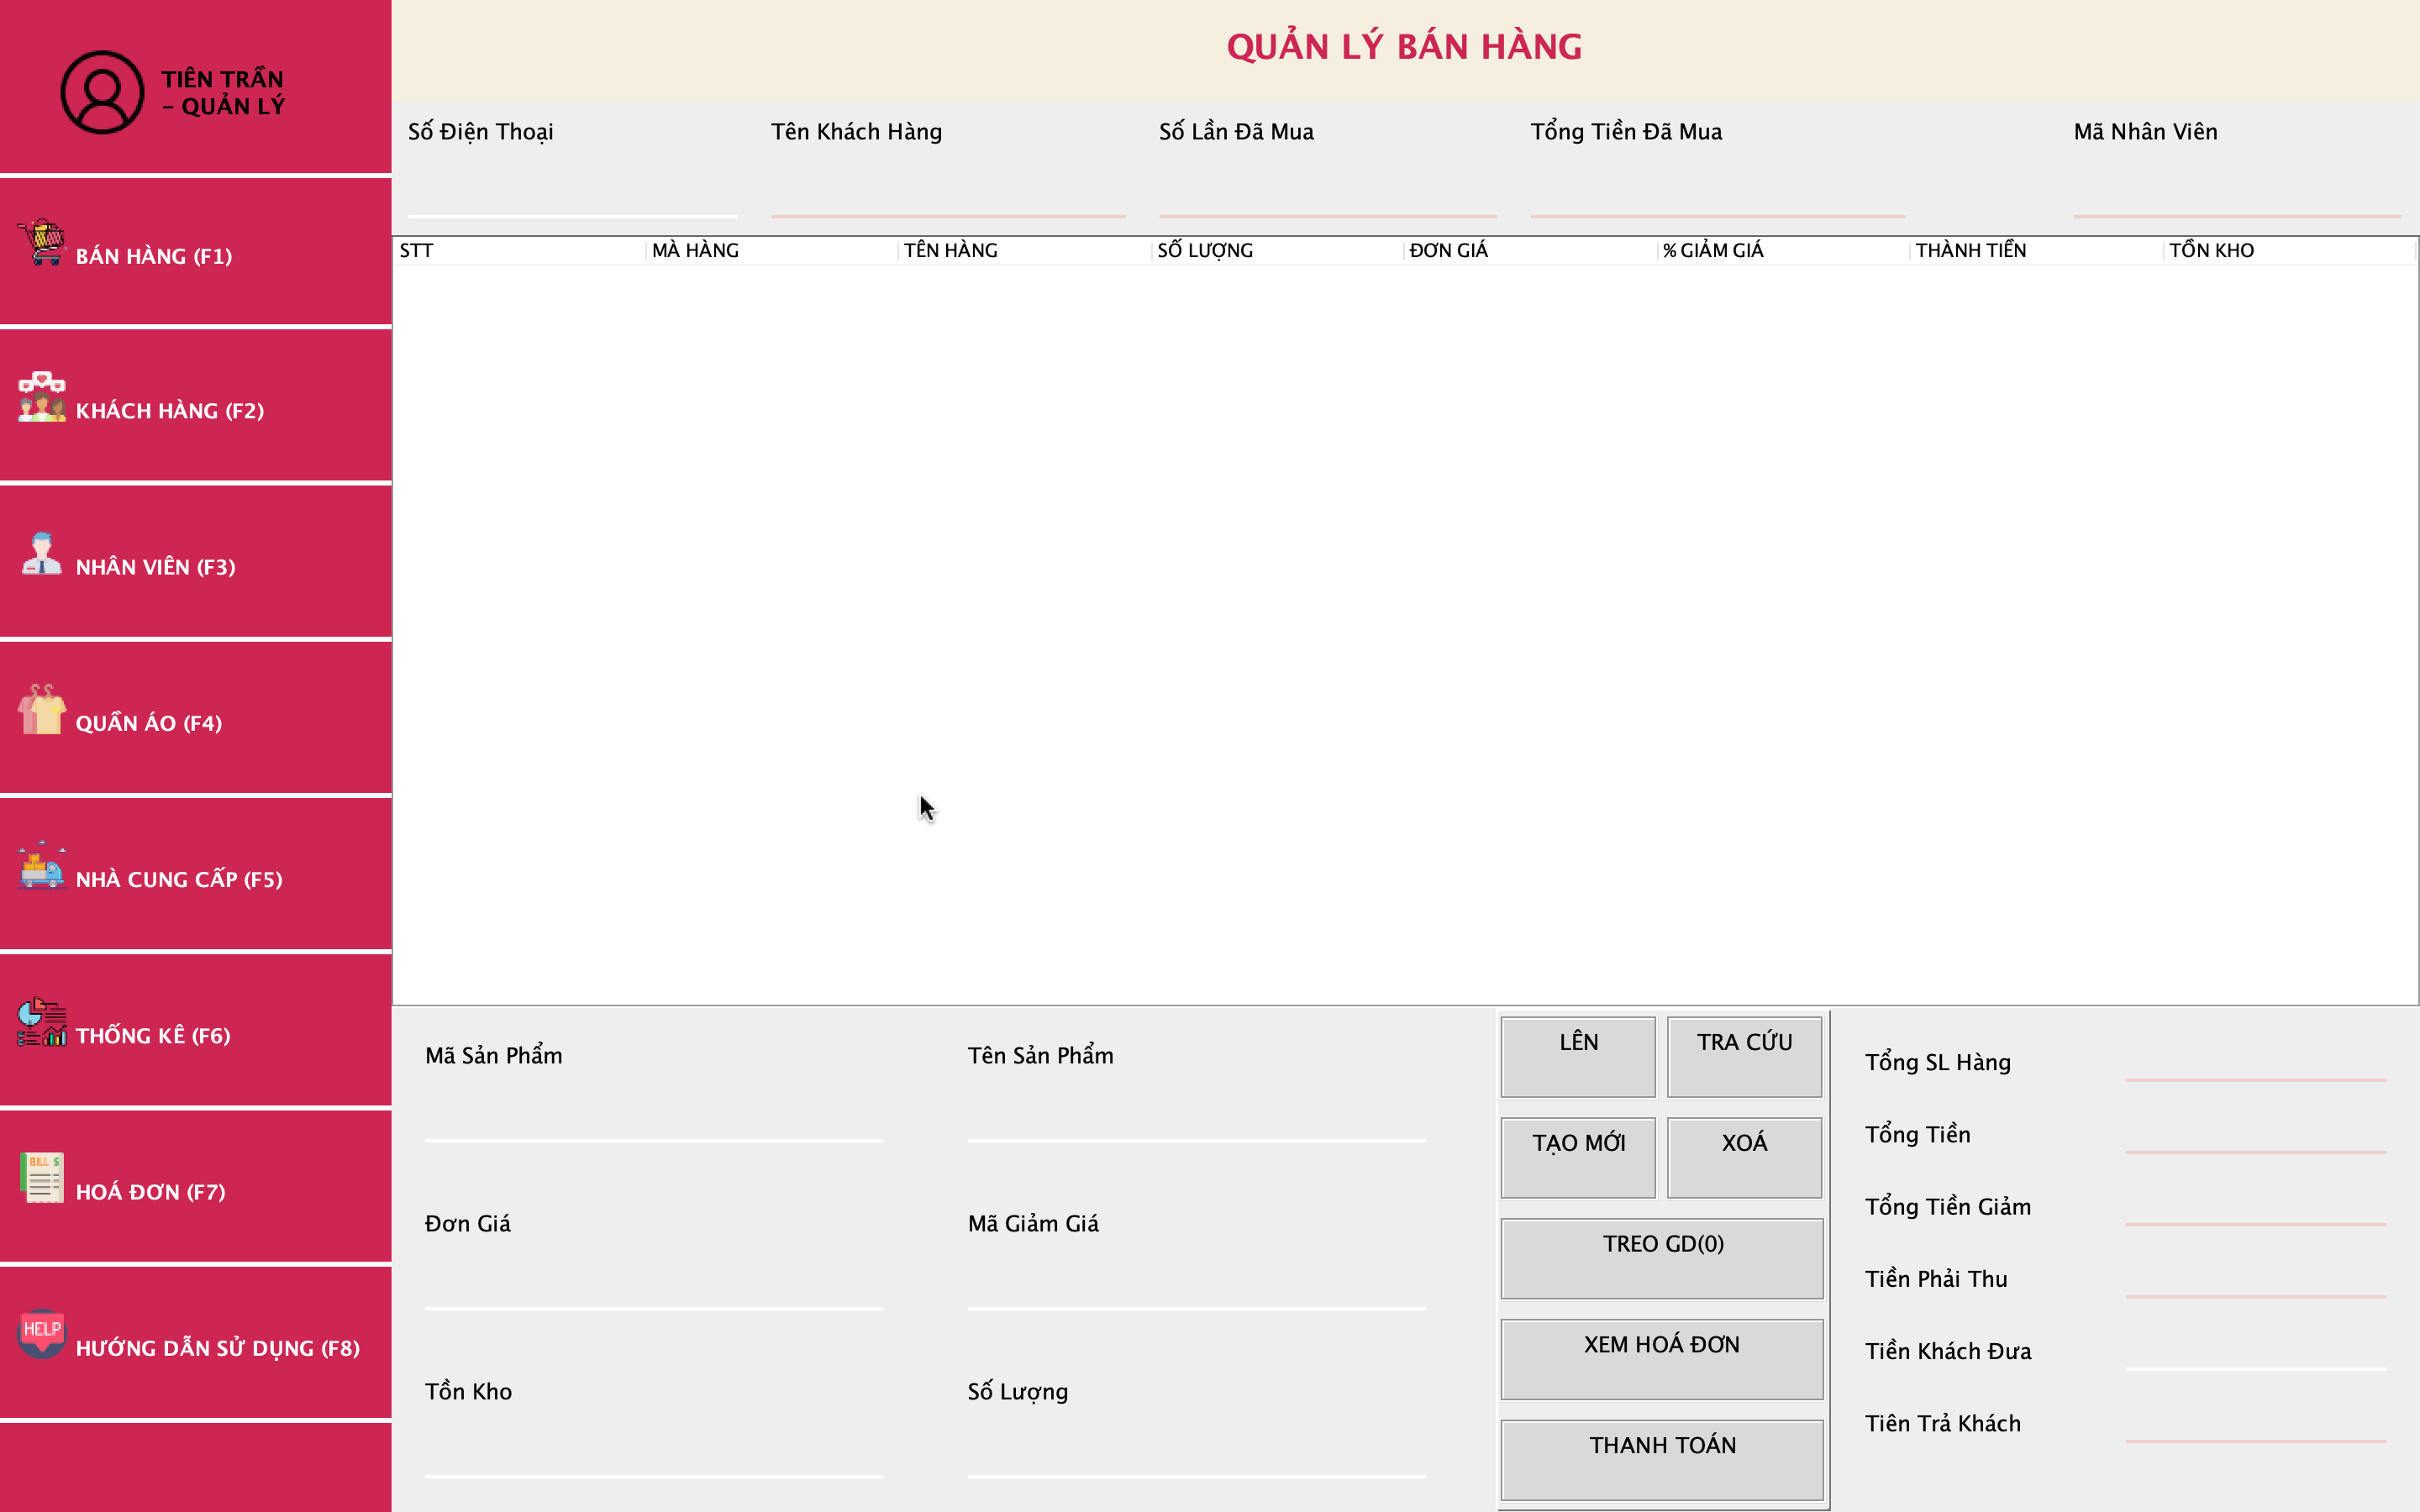 QUẢN LÝ BÁN HÀNG
TIÊN TRẦN
- QUẢN LÝ
BÁN HÀNG (F1)
KHÁCH HÀNG (F2)
NHÂN VIÊN (F3)
QUẦN ÁO (F4)
NHÀ CUNG CẤP (F5)
THỐNG KÊ (F6)
BILL $
HOÁ ĐƠN (F7)
HELP
HƯỚNG DẪN SỬ DỤNG (F8)
Số Điện Thoại
Tên Khách Hàng
Số Lần Đã Mua
Tổng Tiền Đã Mua
Mã Nhân Viên
STT MÀ HÀNG TÊN HÀNG SỐ LƯỢNG ĐƠN GIÁ % GIẢM GIÁ THÀNH TIỀN TỒN KHO
Mã Sản Phẩm
Tên Sản Phẩm
Đơn Giá
Mã Giảm Giá
Tồn Kho
Số Lượng
LÊN
TRA CỨU
TẠO MỚI
XOÁ
TREO GD(0)
XEM HOÁ ĐƠN
THANH TOÁN
Tổng SL Hàng
Tổng Tiền
Tổng Tiền Giảm
Tiền Phải Thu
Tiền Khách Đưa
Tiên Trả Khách